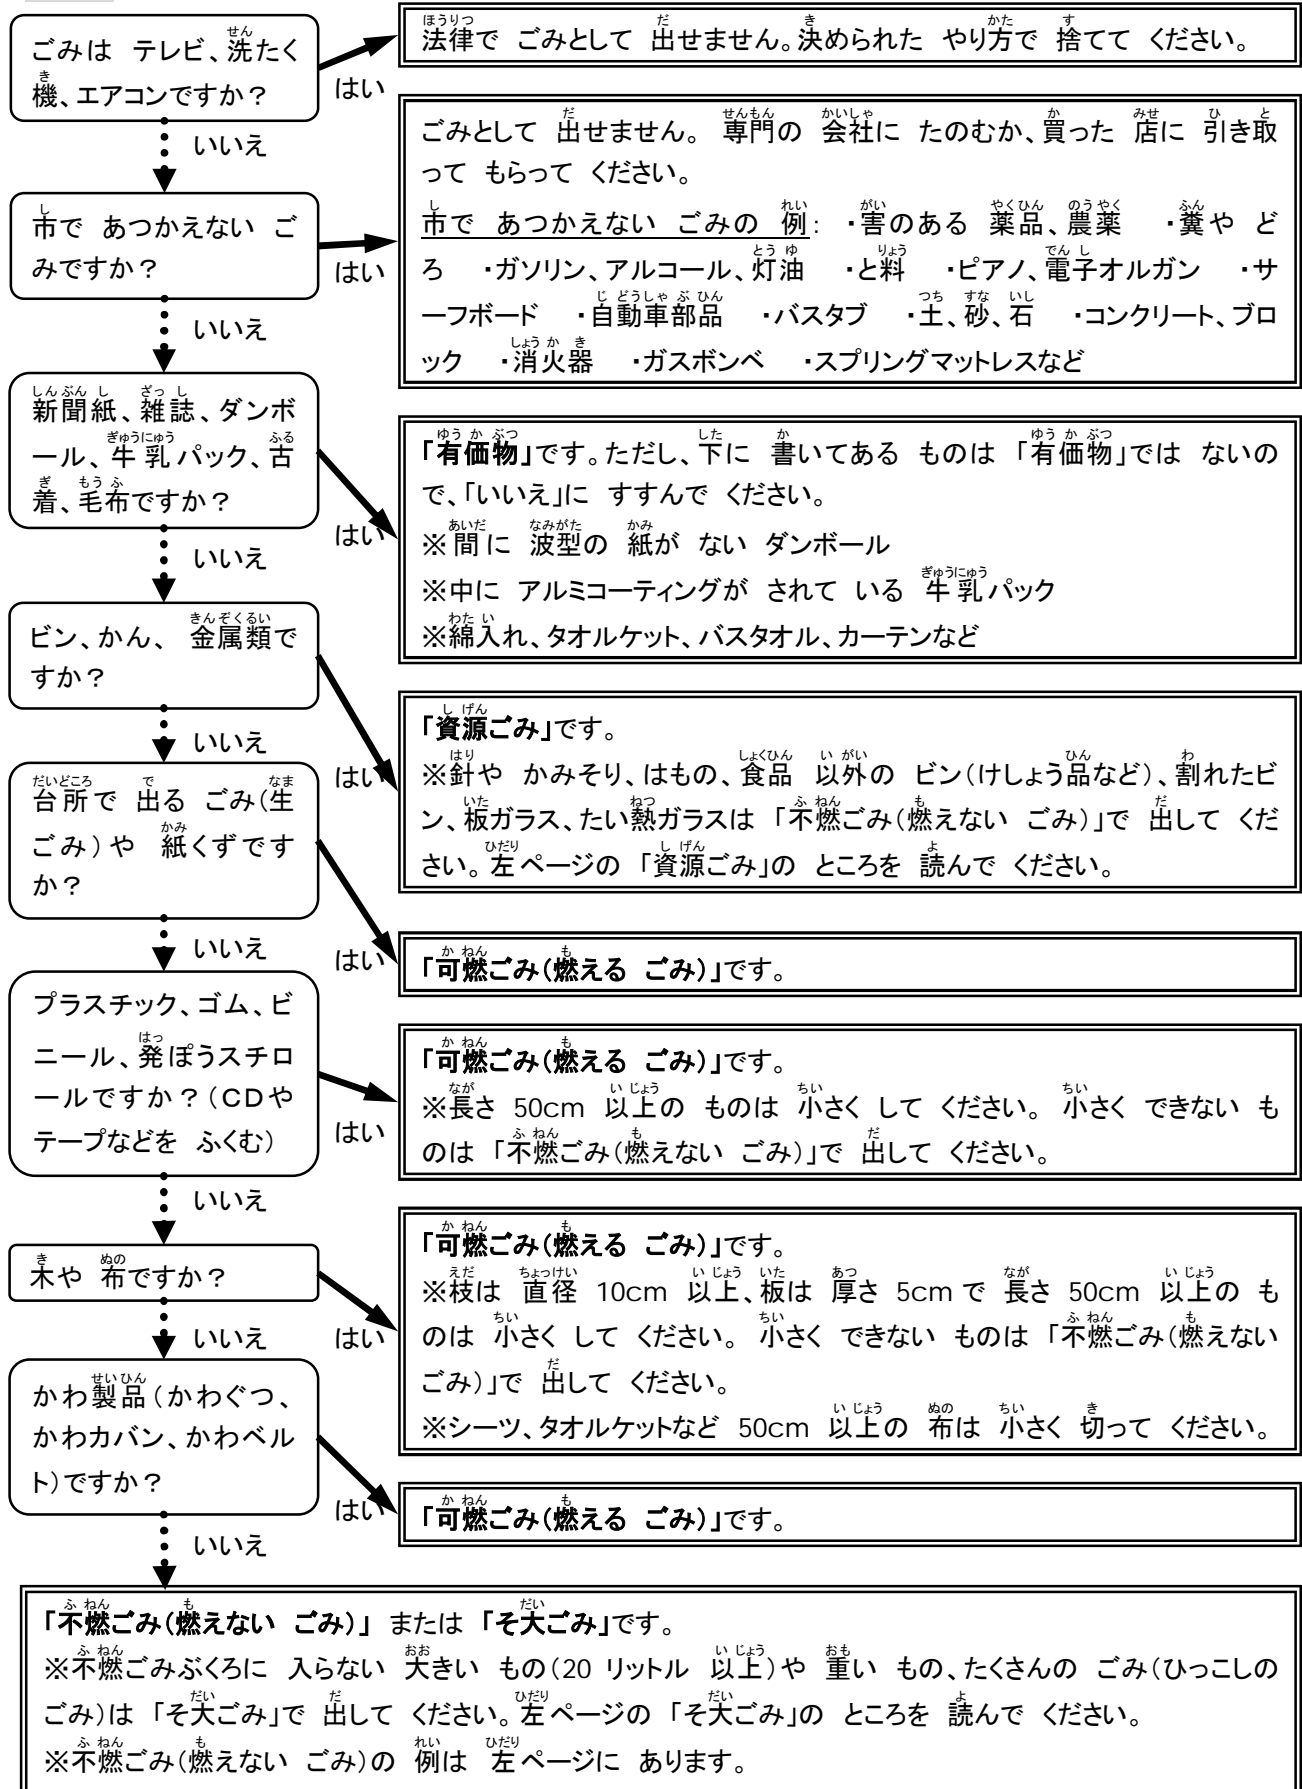 ごみは テレビ、洗たく
機、エアコンですか？
はい
法律で ごみとして 出せません。決められた やり方で 捨てて ください。
いいえ
市で あつかえない ご
みですか？
はい
ごみとして 出せません。 専門の 会社に たのむか、買った 店に 引き取
って もらって ください。
市で あつかえない ごみの 例: ・害のある 薬品、農薬 ・糞や ど
ろ ・ガソリン、アルコール、灯油 ・と料 ・ピアノ、電子オルガン ・サ
ーフボード ・自動車部品 ・バスタブ ・土、砂、石 ・コンクリート、ブロ
ック ・消火器 ・ガスボンベ ・スプリングマットレスなど
いいえ
新聞紙、雑誌、ダンボ
ール、牛乳パック、古
着、毛布ですか？
はい
「有価物」です。ただし、下に 書いてある ものは 「有価物」では ないの
で、「いいえ」に すすんで ください。
※間に 波型の 紙が ない ダンボール
※中に アルミコーティングが されて いる 牛乳パック
※綿入れ、タオルケット、バスタオル、カーテンなど
いいえ
ビン、かん、 金属類で
すか？
はい
「資源ごみ」です。
※針や かみそり、はもの、食品 以外の ビン（けしょう品など）、割れたビ
ン、板ガラス、たい熱ガラスは 「不燃ごみ（燃えない ごみ）」で 出して くだ
さい。左ページの 「資源ごみ」の ところを 読んで ください。
いいえ
台所で 出る ごみ（生
ごみ）や 紙くずです
か？
はい
「可燃ごみ（燃える ごみ）」です。
いいえ
プラスチック、ゴム、ビ
ニール、発ぽうスチロ
ールですか？（CDや
テープなどを ふくむ）
はい
「可燃ごみ（燃える ごみ）」です。
※長さ 50cm 以上の ものは 小さく して ください。 小さく できない も
のは 「不燃ごみ（燃えない ごみ）」で 出して ください。
いいえ
木や 布ですか？
はい
「可燃ごみ（燃える ごみ）」です。
※枝は 直径 10cm 以上、板は 厚さ 5cm で 長さ 50cm 以上の も
のは 小さく して ください。 小さく できない ものは 「不燃ごみ（燃えない
ごみ）」で 出して ください。
※シーツ、タオルケットなど 50cm 以上の 布は 小さく 切って ください。
いいえ
かわ製品（かわぐつ、
かわカバン、かわベル
ト）ですか？
はい
「可燃ごみ（燃える ごみ）」です。
いいえ
「不燃ごみ（燃えない ごみ）」 または 「そ大ごみ」です。
※不燃ごみぶくろに 入らない 大きい もの（20 リットル 以上）や 重い もの、たくさんの ごみ（ひっこしの
ごみ）は 「そ大ごみ」で 出して ください。左ページの 「そ大ごみ」の ところを 読んで ください。
※不燃ごみ（燃えない ごみ）の 例は 左ページに あります。